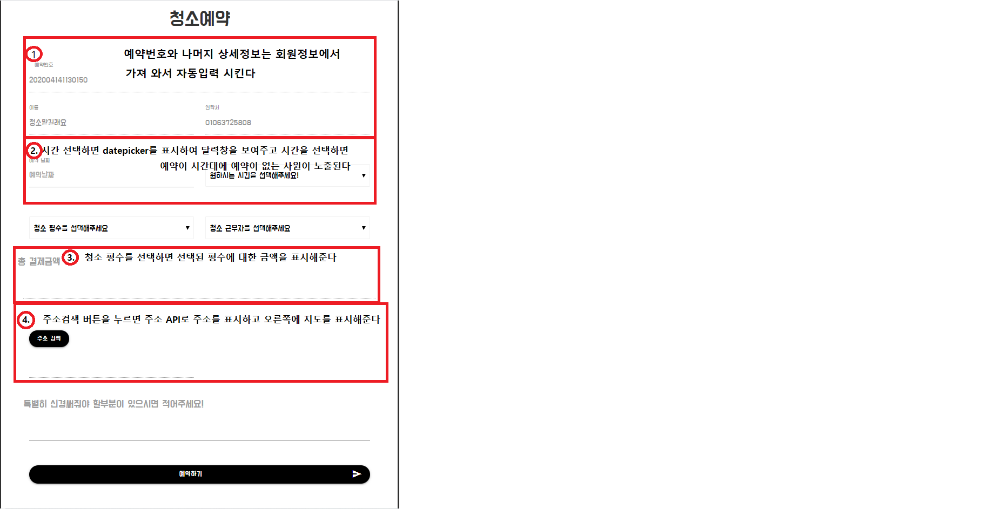 청소예약
1
예약번호와 나머지 상세정보는 회원정보에서
예약번호
가져 와서 자동입력 시킨다
202004141130150
이름 연락처
청소맡길래요 01063725808
2. 시간 선택하면 datepicker를 표시하여 달력창을 보여주고 시간을 선택하면
예약 날짜
예약이 시간대에 예약이 없는 사원이 노출된다
예약날짜 원하시는 시간을 선택해주세요! ▼
청소 평수를 선택해주세요 ▼ 청소 근무자를 선택해주세요 ▼
총 결제금액 3. 청소 평수를 선택하면 선택된 평수에 대한 금액을 표시해준다
4. 주소검색 버튼을 누르면 주소 API로 주소를 표시하고 오른쪽에 지도를 표시해준다
주소 검색
특별히 신경써줘야 할부분이 있으시면 적어주세요!
예약하기